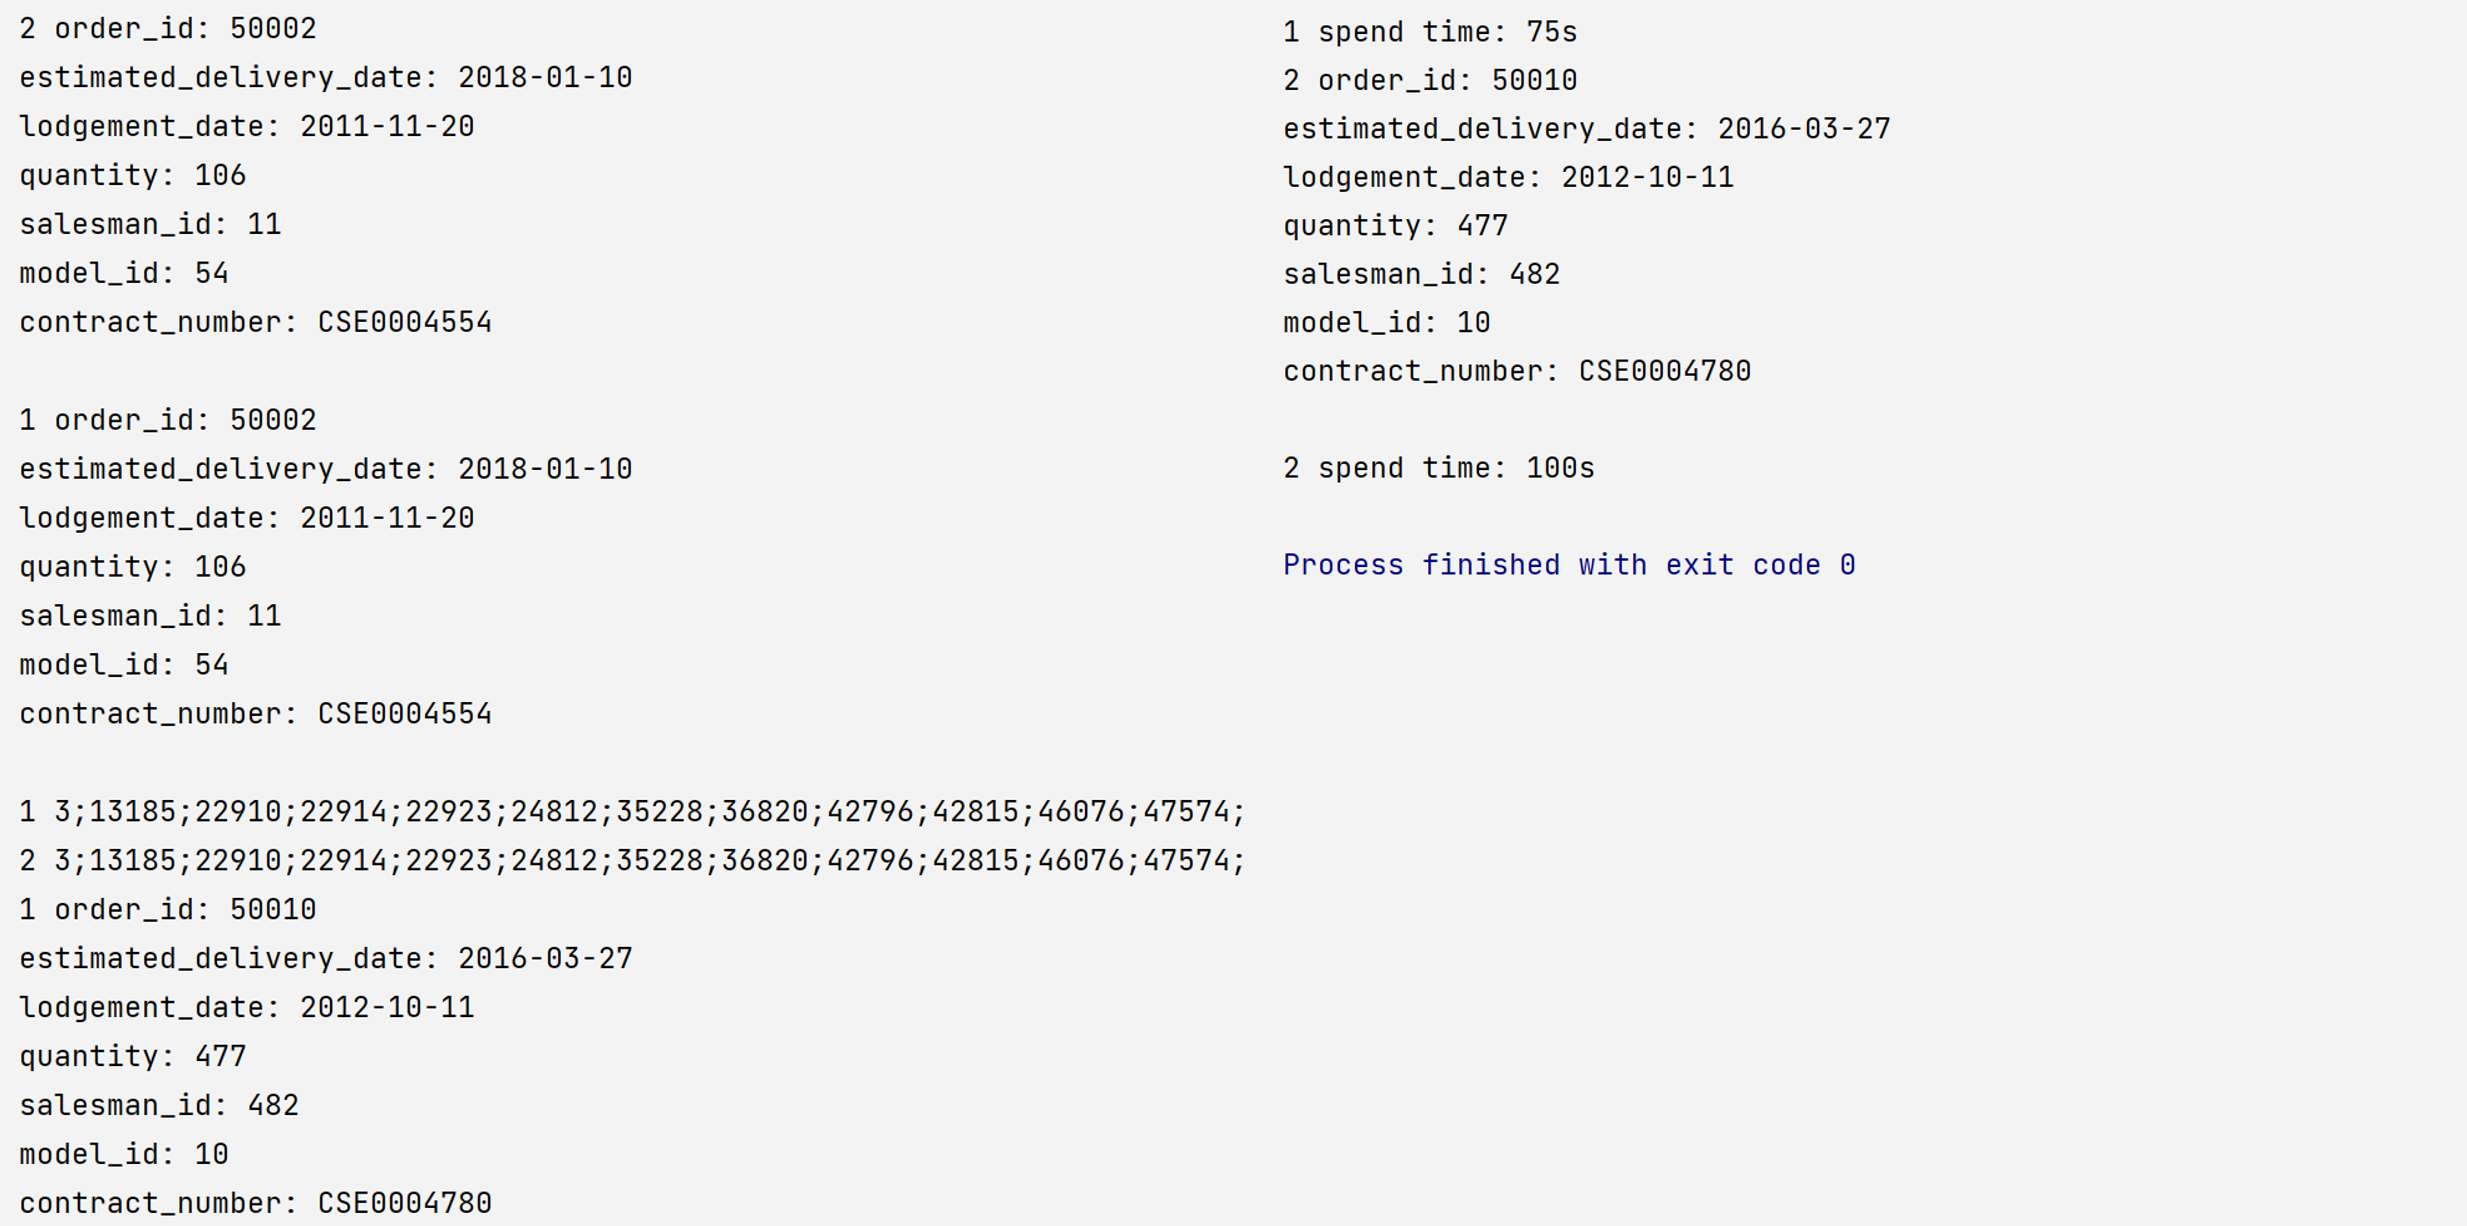 2 order_id: 50002
estimated_delivery_date: 2018-01-10
lodgement_date: 2011-11-20
quantity: 106
salesman_id: 11
model_id: 54
contract_number: CSE0004554

1 order_id: 50002
estimated_delivery_date: 2018-01-10
lodgement_date: 2011-11-20
quantity: 106
salesman_id: 11
model_id: 54
contract_number: CSE0004554

1 3;13185;22910;22914;22923;24812;35228;36820;42796;42815;46076;47574;
2 3;13185;22910;22914;22923;24812;35228;36820;42796;42815;46076;47574;
1 order_id: 50010
estimated_delivery_date: 2016-03-27
lodgement_date: 2012-10-11
quantity: 477
salesman_id: 482
model_id: 10
contract_number: CSE0004780

1 spend time: 75s
2 order_id: 50010
estimated_delivery_date: 2016-03-27
lodgement_date: 2012-10-11
quantity: 477
salesman_id: 482
model_id: 10
contract_number: CSE0004780

2 spend time: 100s

Process finished with exit code 0